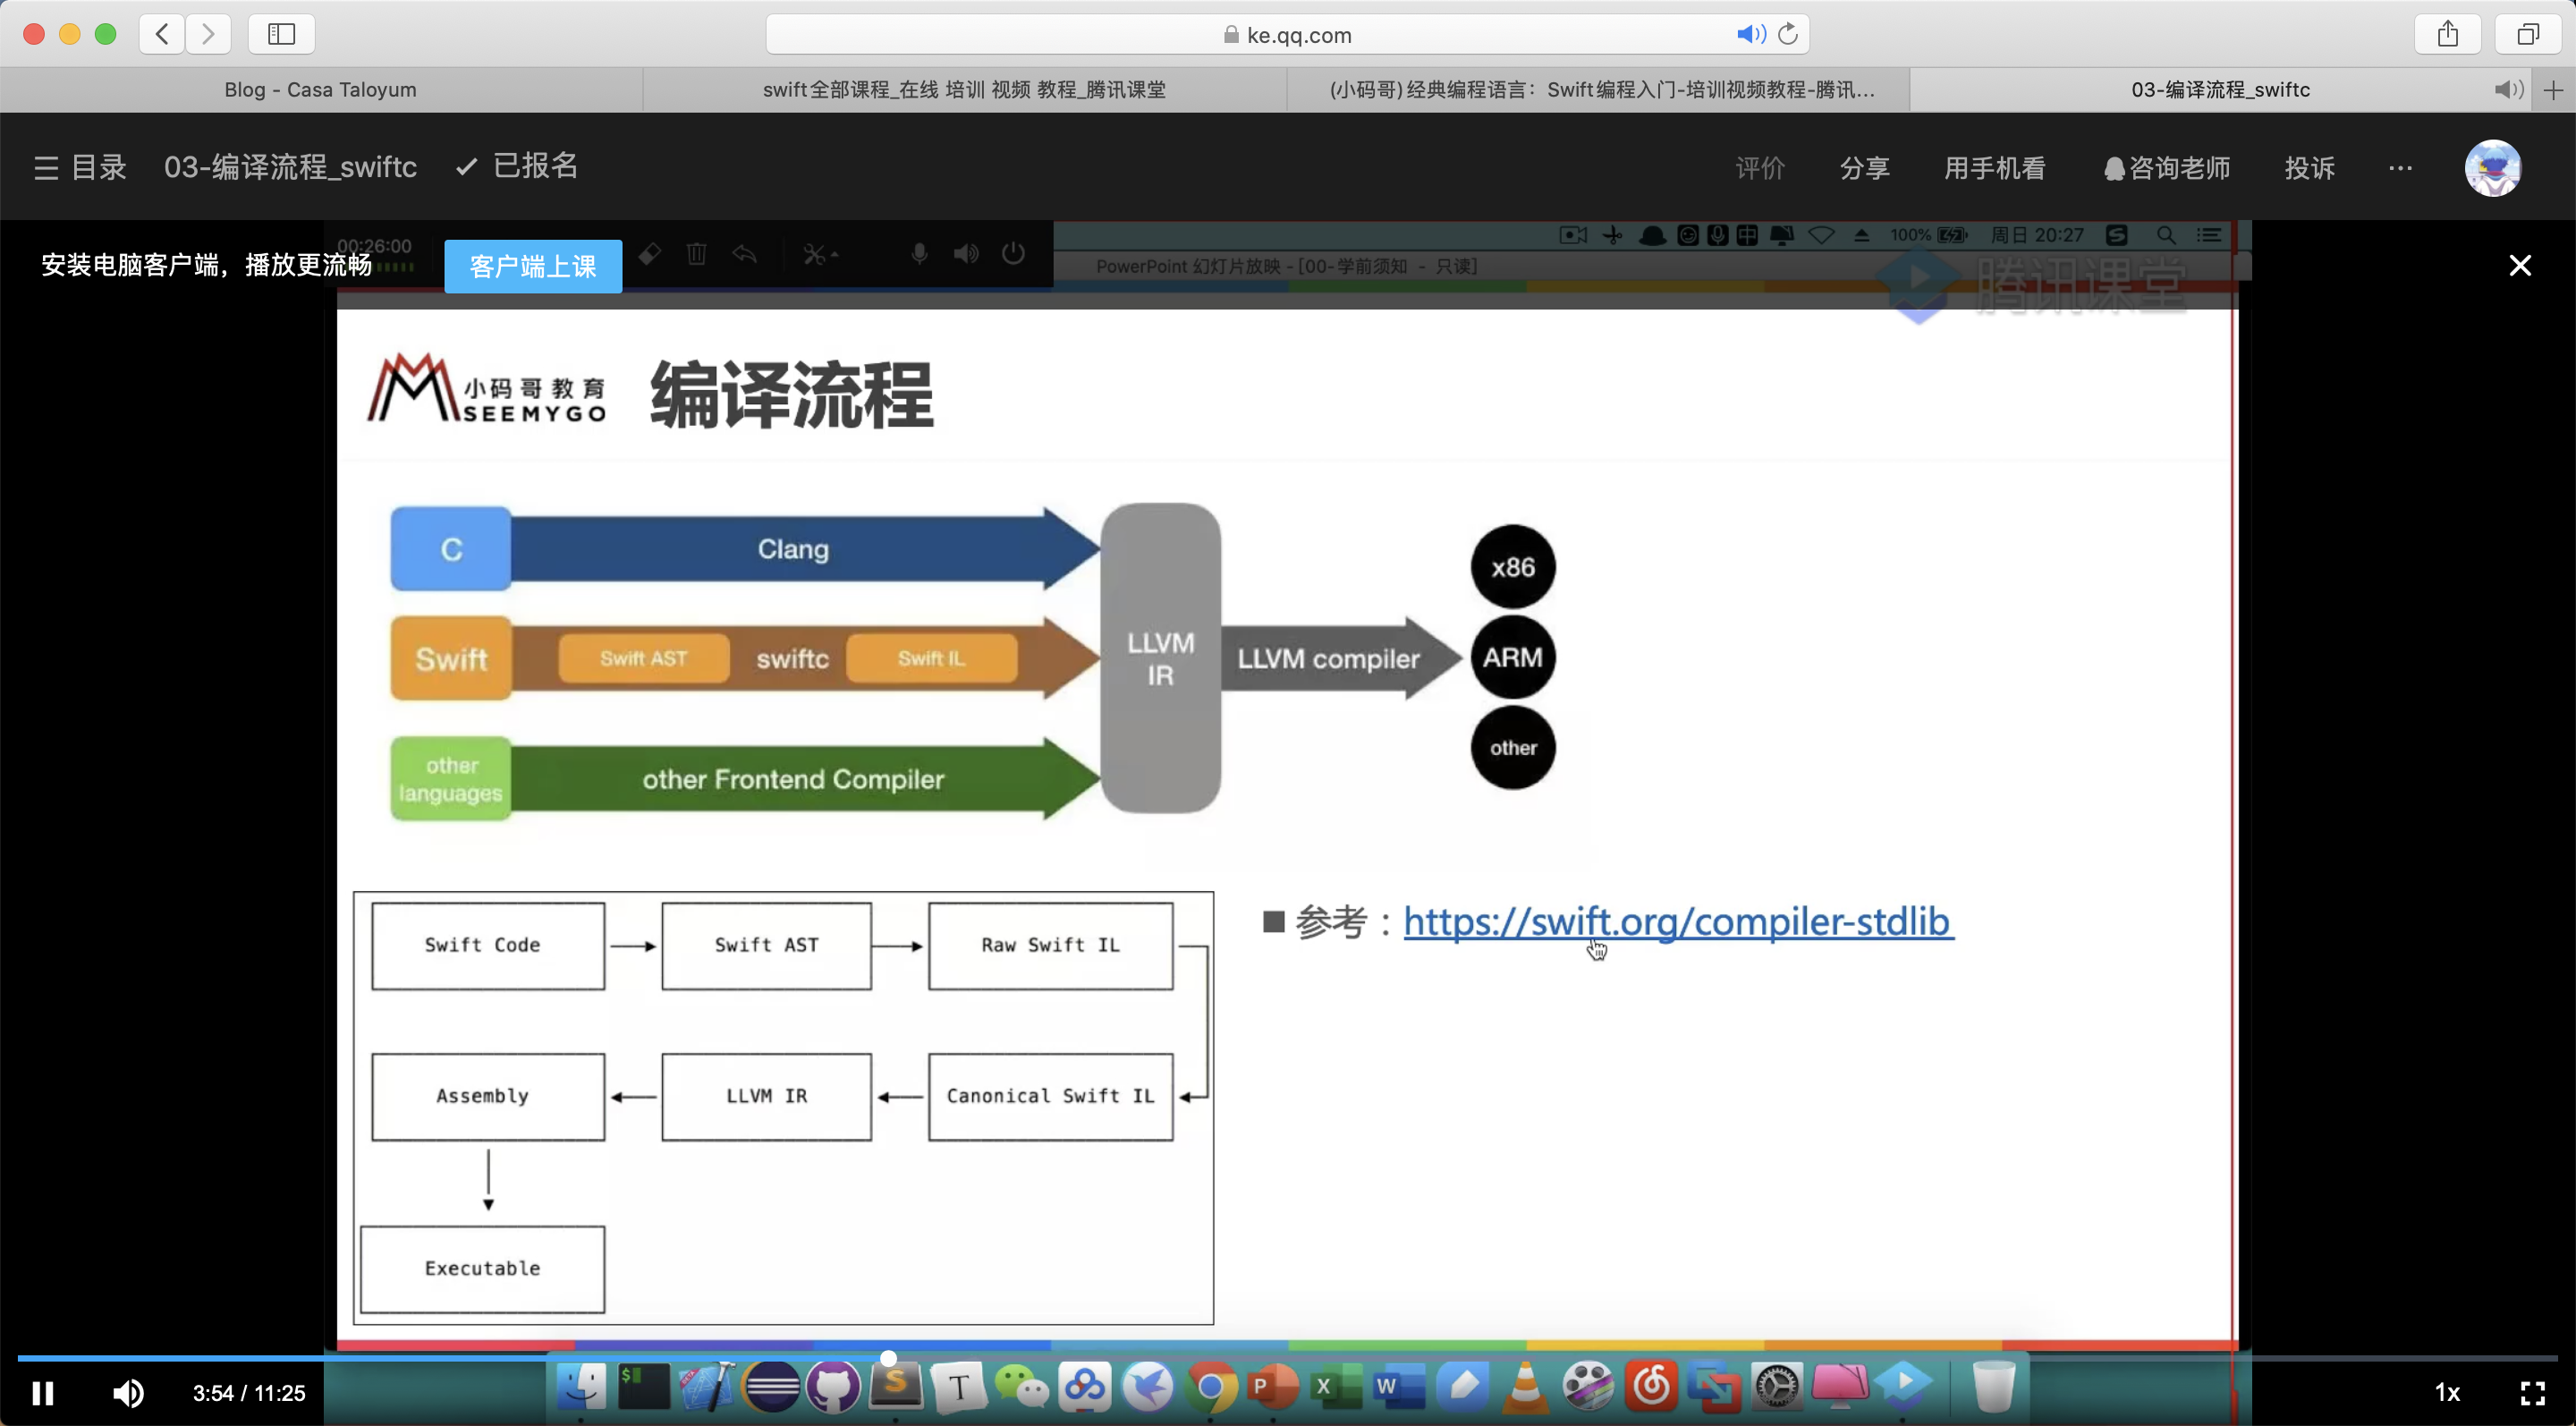 ke.qq.com
Blog - Casa Taloyum
swift全部课程_在线 培训 视频 教程_腾讯课堂
(小码哥)经典编程语言：Swift编程入门-培训视频教程-腾讯...
03-编译流程_swiftc
目录 03-编译流程_swiftc 已报名 评价 分享 用手机看 咨询老师 投诉 ...
00:26:00
100% 周日 20:27
安装电脑客户端，播放更流畅 客户端上课
PowerPoint 幻灯片放映 - [00-学前须知 - 只读]
腾讯课堂
小码哥教育
SEEMYGO
编译流程
C Clang
Swift Swift AST swiftc Swift IL
other languages other Frontend Compiler
LLVM IR
LLVM compiler
x86
ARM
other
Swift Code Swift AST Raw Swift IL
Assembly LLVM IR Canonical Swift IL
Executable
■ 参考：https://swift.org/compiler-stdlib
3:54 / 11:25
1x